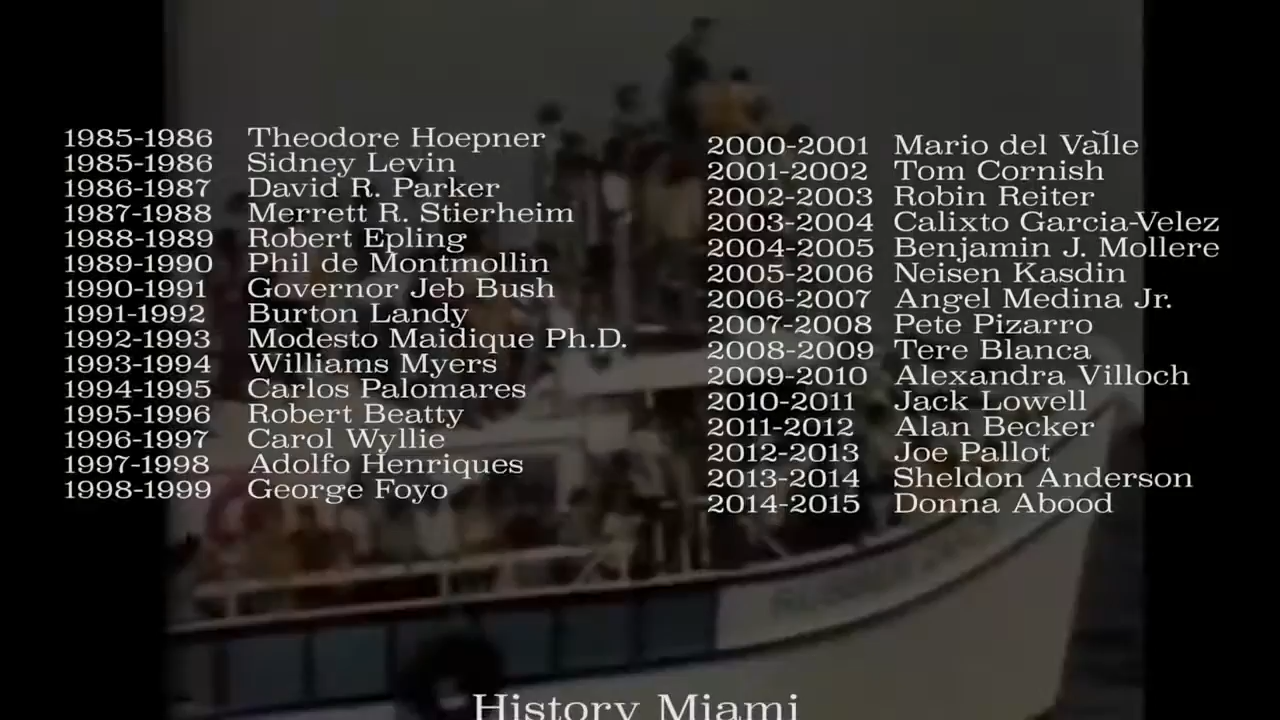 1985-1986 Theodore Hoepner
1985-1986 Sidney Levin
1986-1987 David R. Parker
1987-1988 Merrett R. Stierheim
1988-1989 Robert Epling
1989-1990 Phil de Montmollin
1990-1991 Governor Jeb Bush
1991-1992 Burton Landy
1992-1993 Modesto Maidique Ph.D.
1993-1994 Williams Myers
1994-1995 Carlos Palomares
1995-1996 Robert Beatty
1996-1997 Carol Wyllie
1997-1998 Adolfo Henriques
1998-1999 George Foyo
2000-2001 Mario del Valle
2001-2002 Tom Cornish
2002-2003 Robin Reiter
2003-2004 Calixto Garcia-Velez
2004-2005 Benjamin J. Mollere
2005-2006 Neisen Kasdin
2006-2007 Angel Medina Jr.
2007-2008 Pete Pizarro
2008-2009 Tere Blanca
2009-2010 Alexandra Villoch
2010-2011 Jack Lowell
2011-2012 Alan Becker
2012-2013 Joe Pallot
2013-2014 Sheldon Anderson
2014-2015 Donna Abood
History Miami